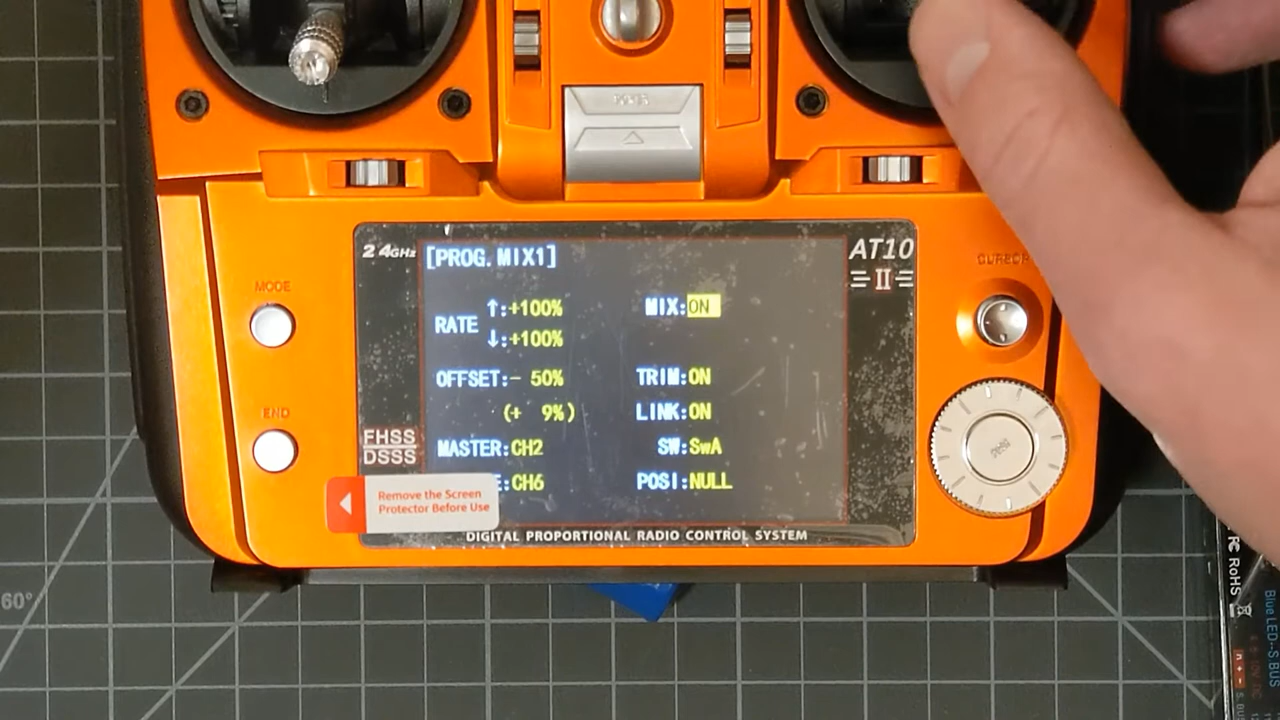 2.4GHz
[PROG.MIX1]
AT10
II
RATE ↑:+100%
↓:+100%
MIX:ON
OFFSET:- 50%
(+ 9%)
TRIM:ON
LINK:ON
MASTER:CH2
SW:SwA
E:CH6
POSI:NULL
MODE
END
CURSOR
FHSS
DSSS
Remove the Screen
Protector Before Use
DIGITAL PROPORTIONAL RADIO CONTROL SYSTEM
60°
RC RoHS